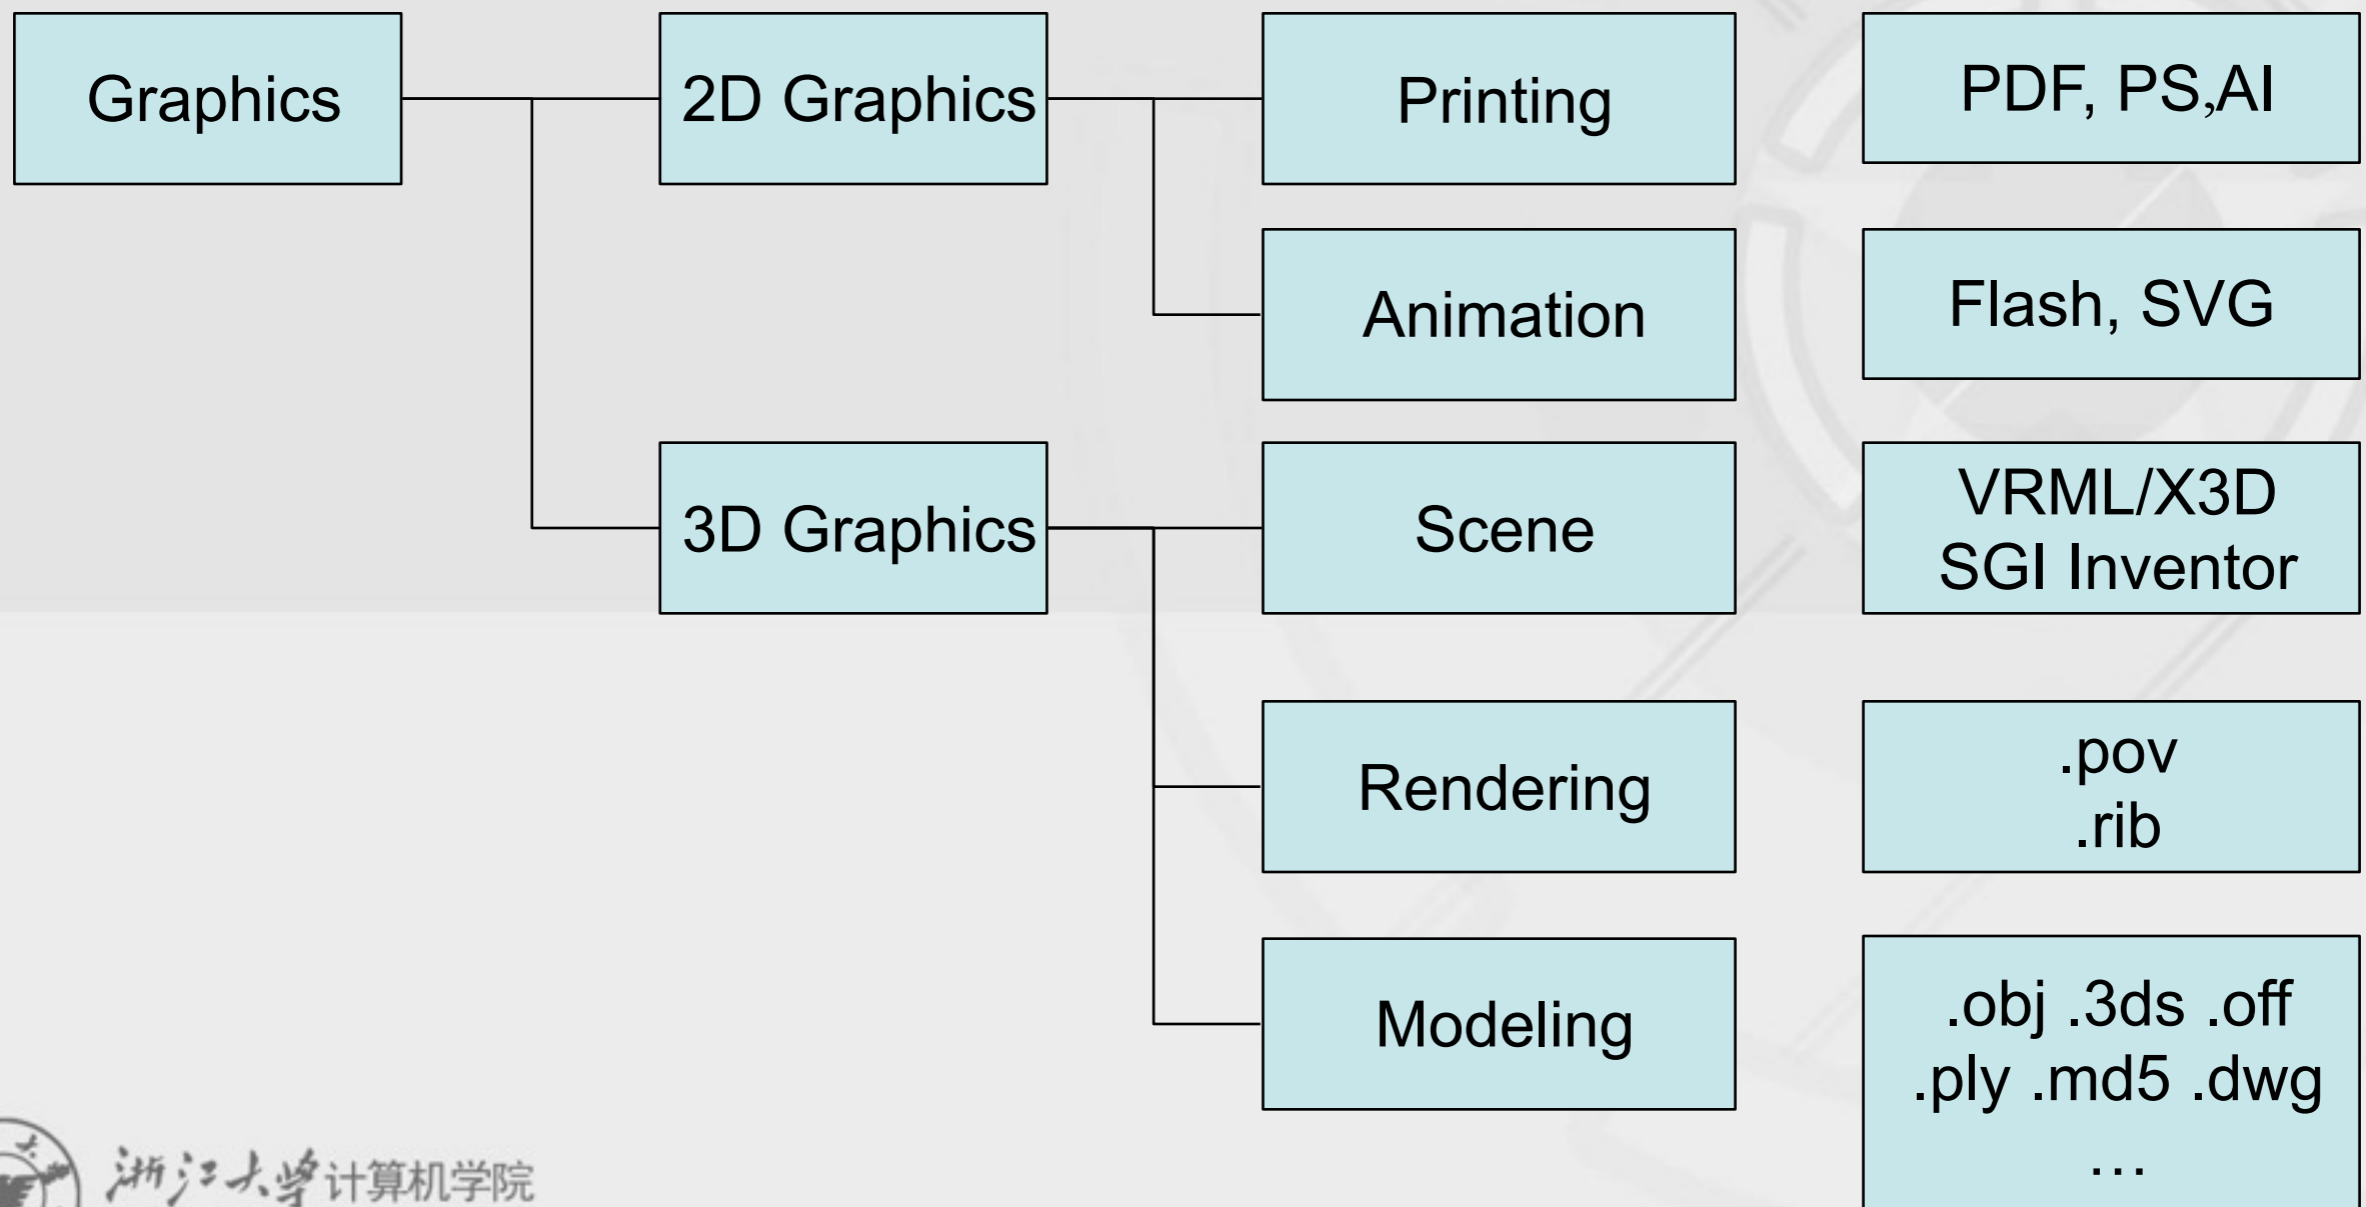 Graphics
2D Graphics
Printing
PDF, PS,AI
Animation
Flash, SVG
3D Graphics
Scene
VRML/X3D
SGI Inventor
Rendering
.pov
.rib
Modeling
.obj .3ds .off
.ply .md5 .dwg
…
浙江大学计算机学院